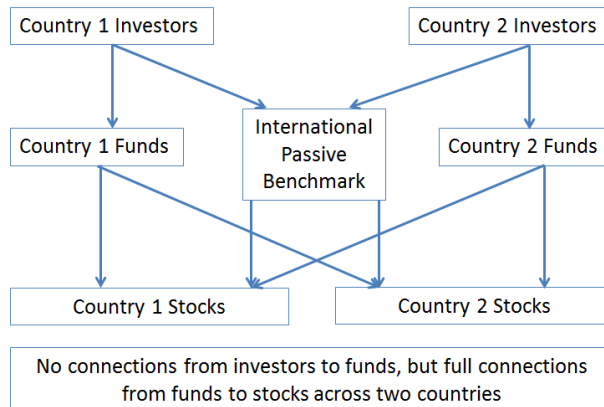 Country 1 Investors
Country 2 Investors
International
Passive
Benchmark
Country 1 Funds
Country 2 Funds
Country 1 Stocks
Country 2 Stocks
No connections from investors to funds, but full connections
from funds to stocks across two countries